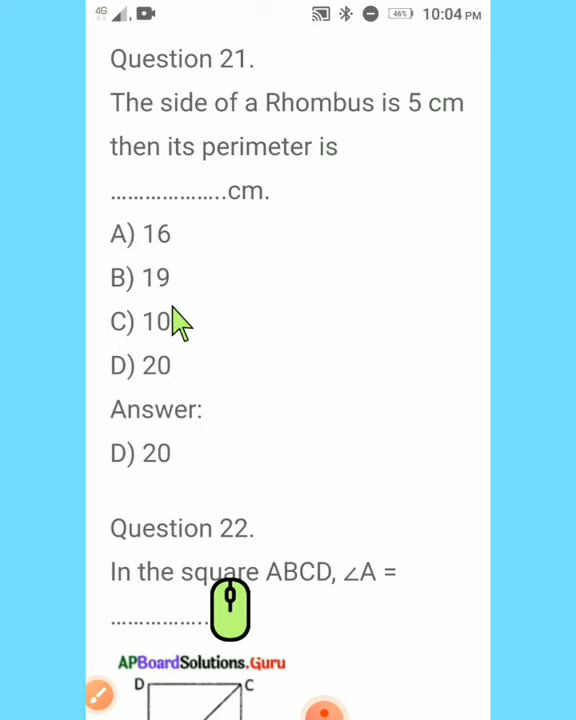 4G 46% 10:04 PM
Question 21.
The side of a Rhombus is 5 cm
then its perimeter is
………………..cm.
A) 16
B) 19
C) 10
D) 20
Answer:
D) 20
Question 22.
In the square ABCD, ∠A =
……………..
APBoardSolutions.Guru
D C